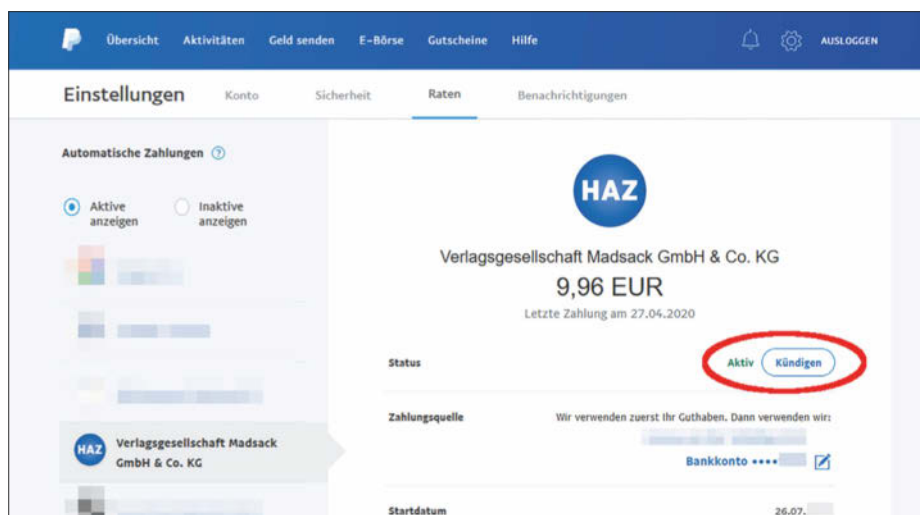 Übersicht Aktivitäten Geld senden E-Börse Gutscheine Hilfe AUSLOGGEN
Einstellungen Konto Sicherheit Raten Benachrichtigungen
Automatische Zahlungen ?
Aktive anzeigen
Inaktive anzeigen
HAZ
Verlagsgesellschaft Madsack
GmbH & Co. KG
HAZ
Verlagsgesellschaft Madsack GmbH & Co. KG
9,96 EUR
Letzte Zahlung am 27.04.2020
Status Aktiv Kündigen
Zahlungsquelle Wir verwenden zuerst Ihr Guthaben. Dann verwenden wir:
Bankkonto ••••
Startdatum 26.07.